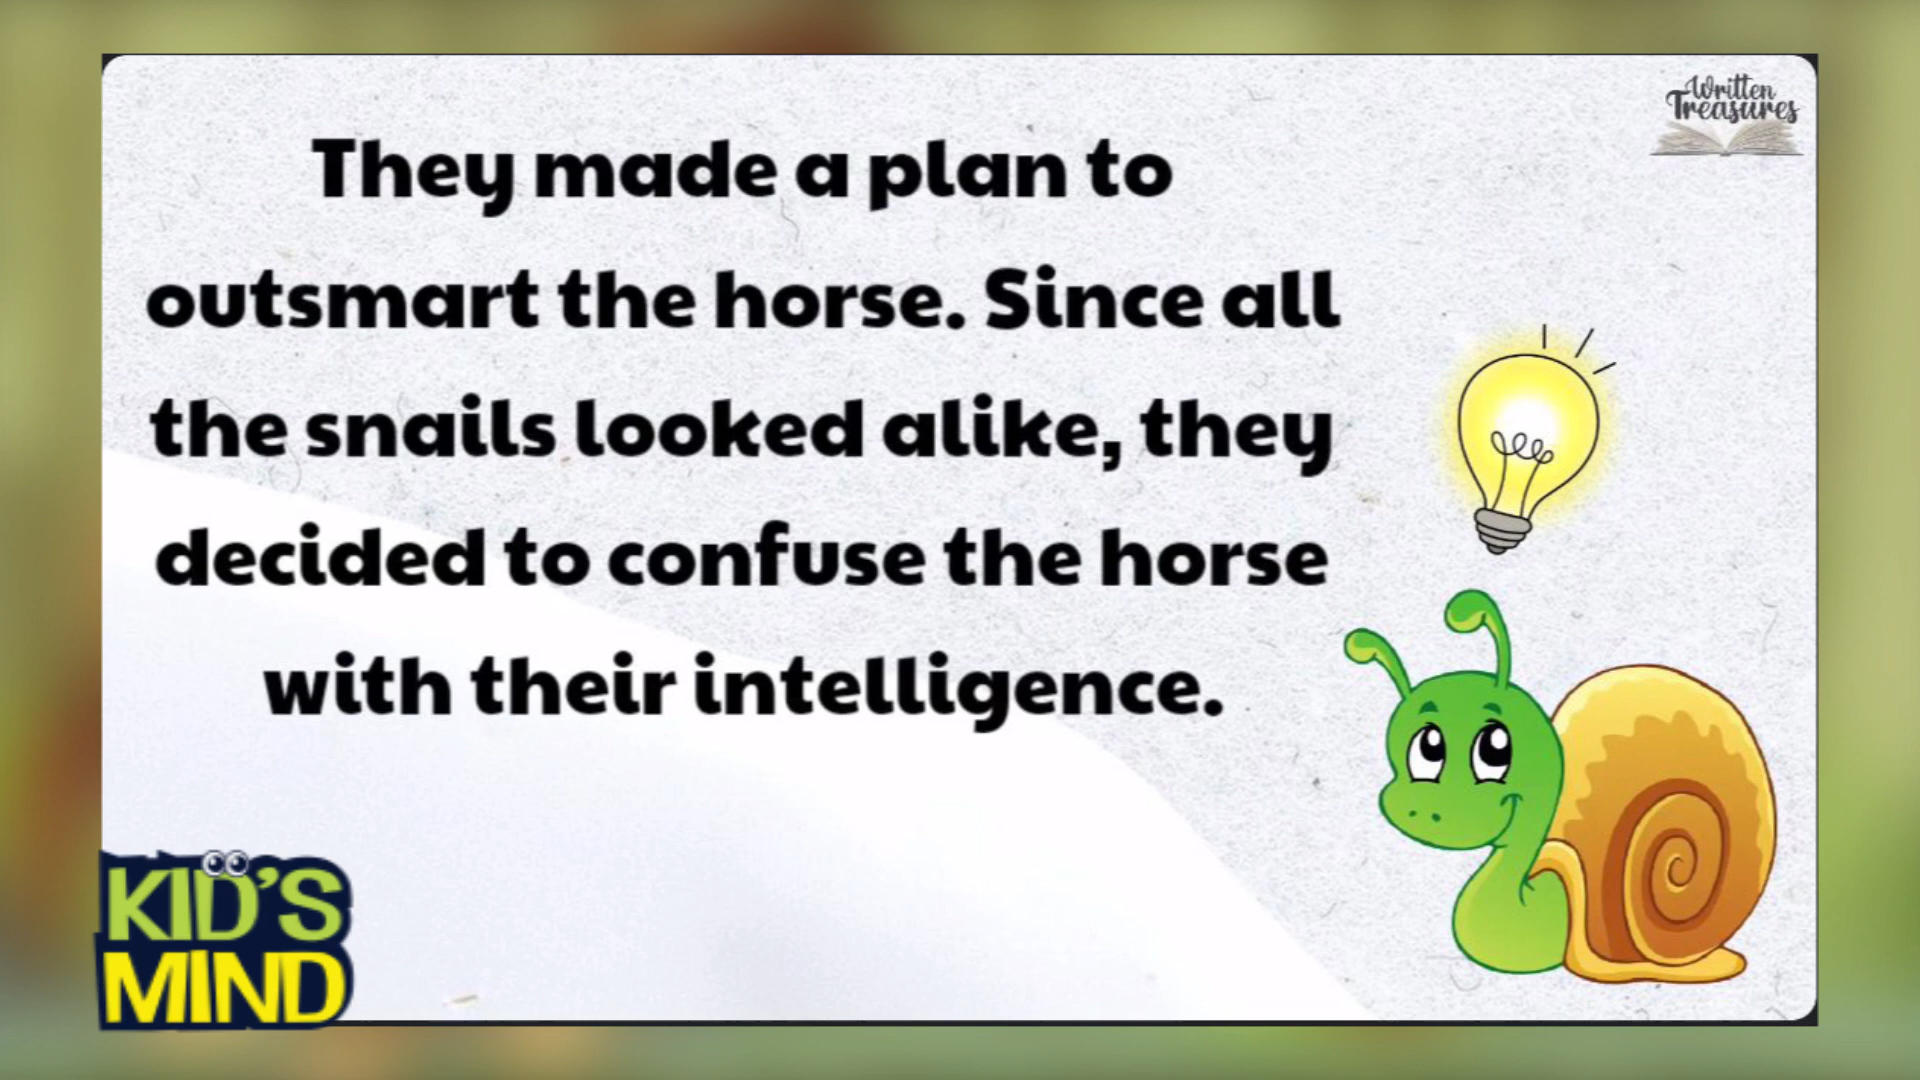 Written
Treasures
They made a plan to
outsmart the horse. Since all
the snails looked alike, they
decided to confuse the horse
with their intelligence.
KID'S
MIND